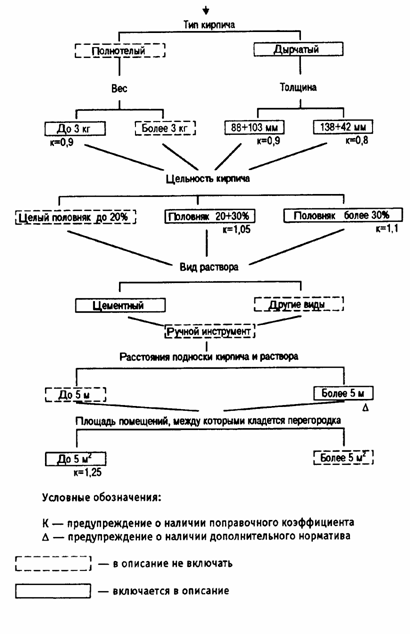 Тип кирпича
Полнотелый Дырчатый
Вес Толщина
До 3 кг Более 3 кг 88+103 мм 138+42 мм
к=0,9 к=0,9 к=0,8
Цельность кирпича
Целый половняк до 20% Половняк 20+30% Половняк более 30%
к=1,05 к=1,1
Вид раствора
Цементный Другие виды
Ручной инструмент
Расстояния подноски кирпича и раствора
До 5 м Более 5 м
Δ
Площадь помещений, между которыми кладется перегородка
До 5 м² Более 5 м²
к=1,25
Условные обозначения:
К — предупреждение о наличии поправочного коэффициента
Δ — предупреждение о наличии дополнительного норматива
— в описание не включать
— включается в описание